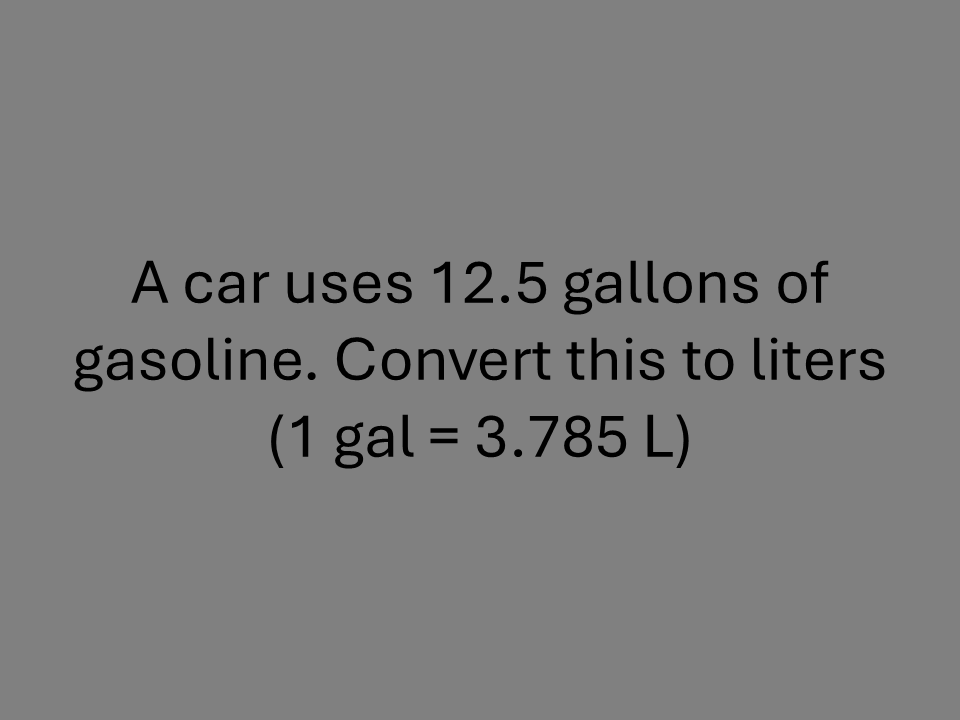 A car uses 12.5 gallons of
gasoline. Convert this to liters
(1 gal = 3.785 L)